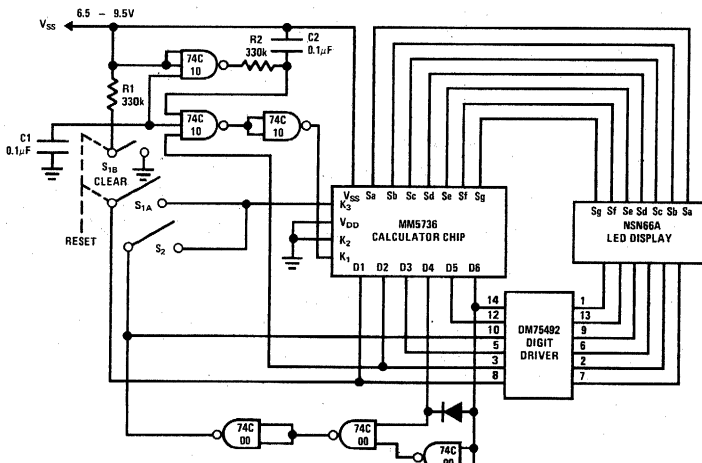 6.5 – 9.5V
VSS
R2
330k
C2
0.1μF
74C
10
R1
330k
74C
10
74C
10
C1
0.1μF
S1B
CLEAR
S1A
RESET
S2
VSS Sa Sb Sc Sd Se Sf Sg
K3
VDD
K2
K1
MM5736
CALCULATOR CHIP
D1 D2 D3 D4 D5 D6
Sg Sf Se Sd Sc Sb Sa
NSN66A
LED DISPLAY
14
12
10
5
3
8
DM75492
DIGIT
DRIVER
1
13
9
6
2
7
74C
00
74C
00
74C
00